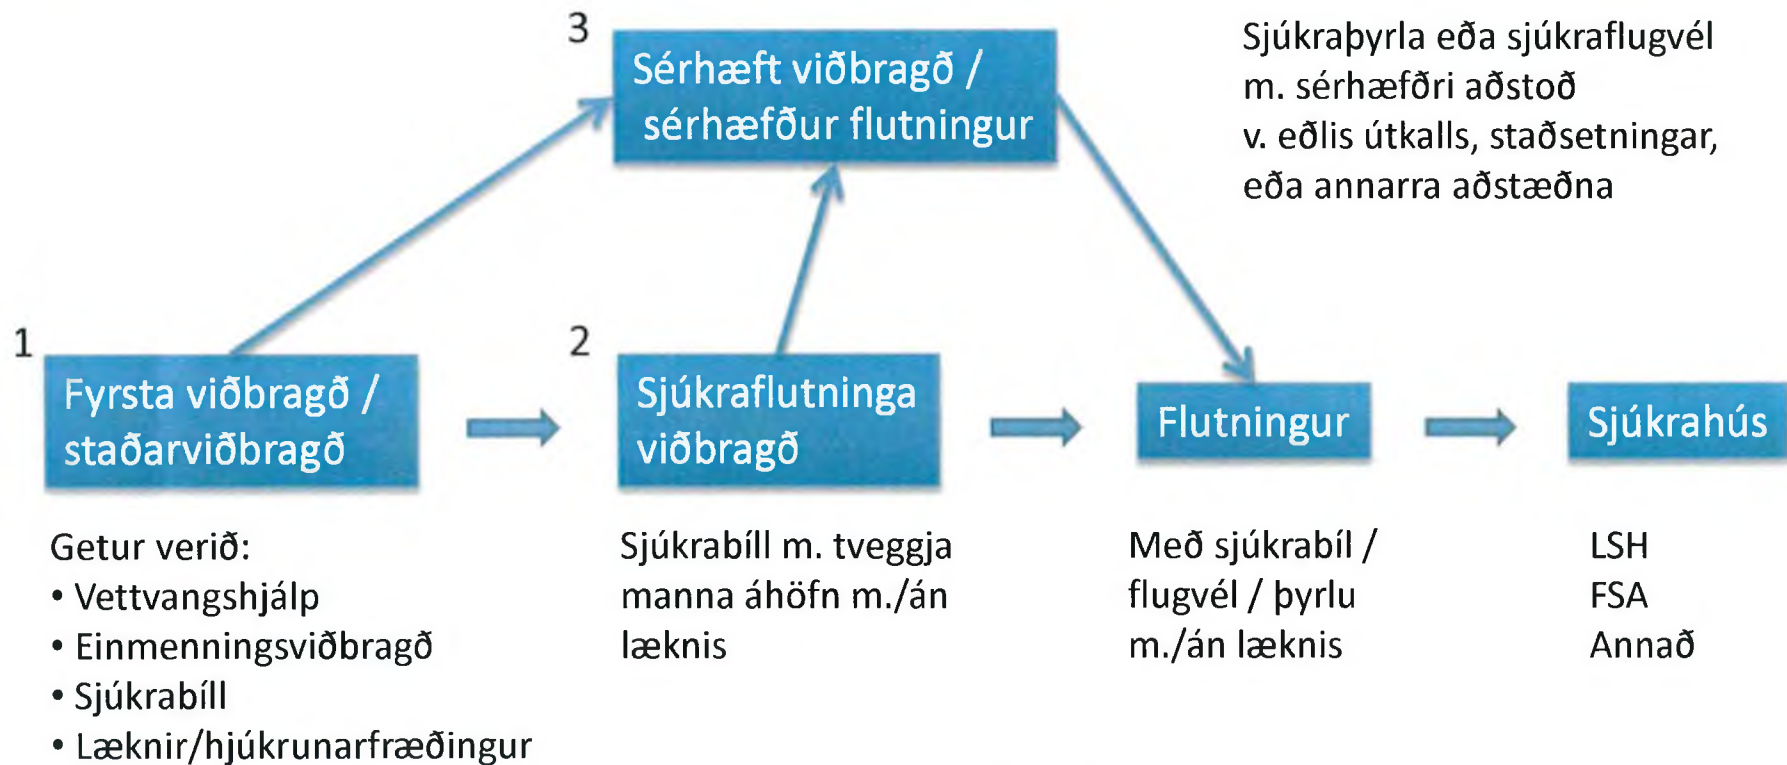 3
Sérhæft viðbragð /
sérhæfður flutningur
Sjúkraþyrla eða sjúkraflugvél
m. sérhæfðri aðstoð
v. eðlis útkalls, staðsetningar,
eða annarra aðstæðna
1
Fyrsta viðbragð /
staðarviðbragð
Getur verið:
• Vettvangshjálp
• Einmenningsviðbragð
• Sjúkrabíll
• Læknir/hjúkrunarfræðingur
2
Sjúkraflutninga
viðbragð
Sjúkrabíll m. tveggja
manna áhöfn m./án
læknis
Flutningur
Með sjúkrabíl /
flugvél / þyrlu
m./án læknis
Sjúkrahús
LSH
FSA
Annað